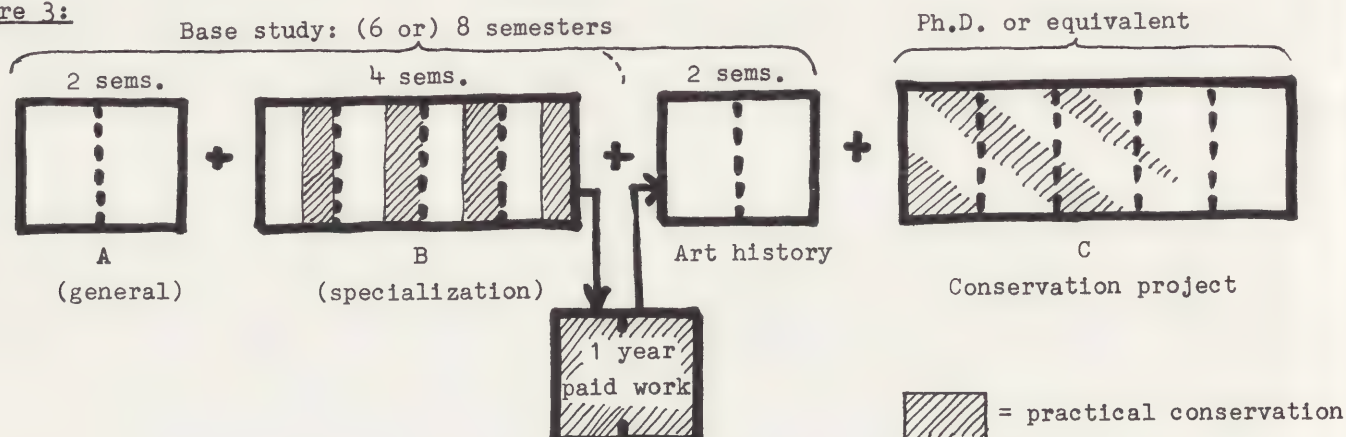 re 3:
Base study: (6 or) 8 semesters
Ph.D. or equivalent
2 sems.
4 sems.
2 sems.
+
+
+
A
(general)
B
(specialization)
Art history
C
Conservation project
1 year
paid work
= practical conservation